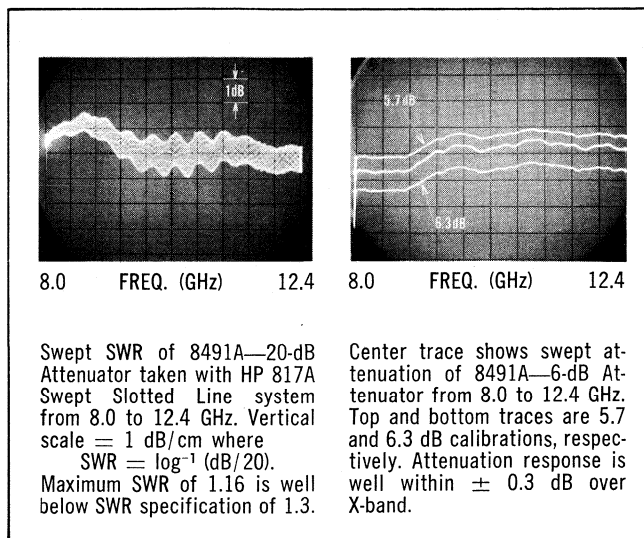 1dB
8.0 FREQ. (GHz) 12.4
Swept SWR of 8491A—20-dB
Attenuator taken with HP 817A
Swept Slotted Line system
from 8.0 to 12.4 GHz. Vertical
scale = 1 dB/cm where
SWR = log⁻¹ (dB/20).
Maximum SWR of 1.16 is well
below SWR specification of 1.3.
5.7dB
6.3dB
8.0 FREQ. (GHz) 12.4
Center trace shows swept at-
tenuation of 8491A—6-dB At-
tenuator from 8.0 to 12.4 GHz.
Top and bottom traces are 5.7
and 6.3 dB calibrations, respec-
tively. Attenuation response is
well within ± 0.3 dB over
X-band.